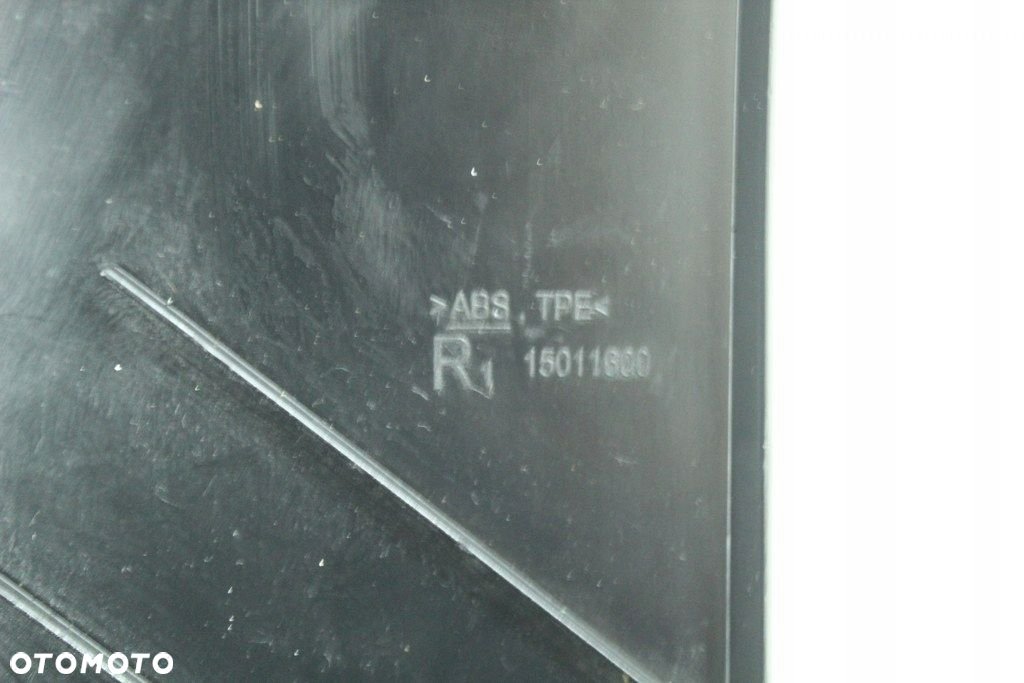 >ABS, TPE<
R1 15011600
OTOMOTO